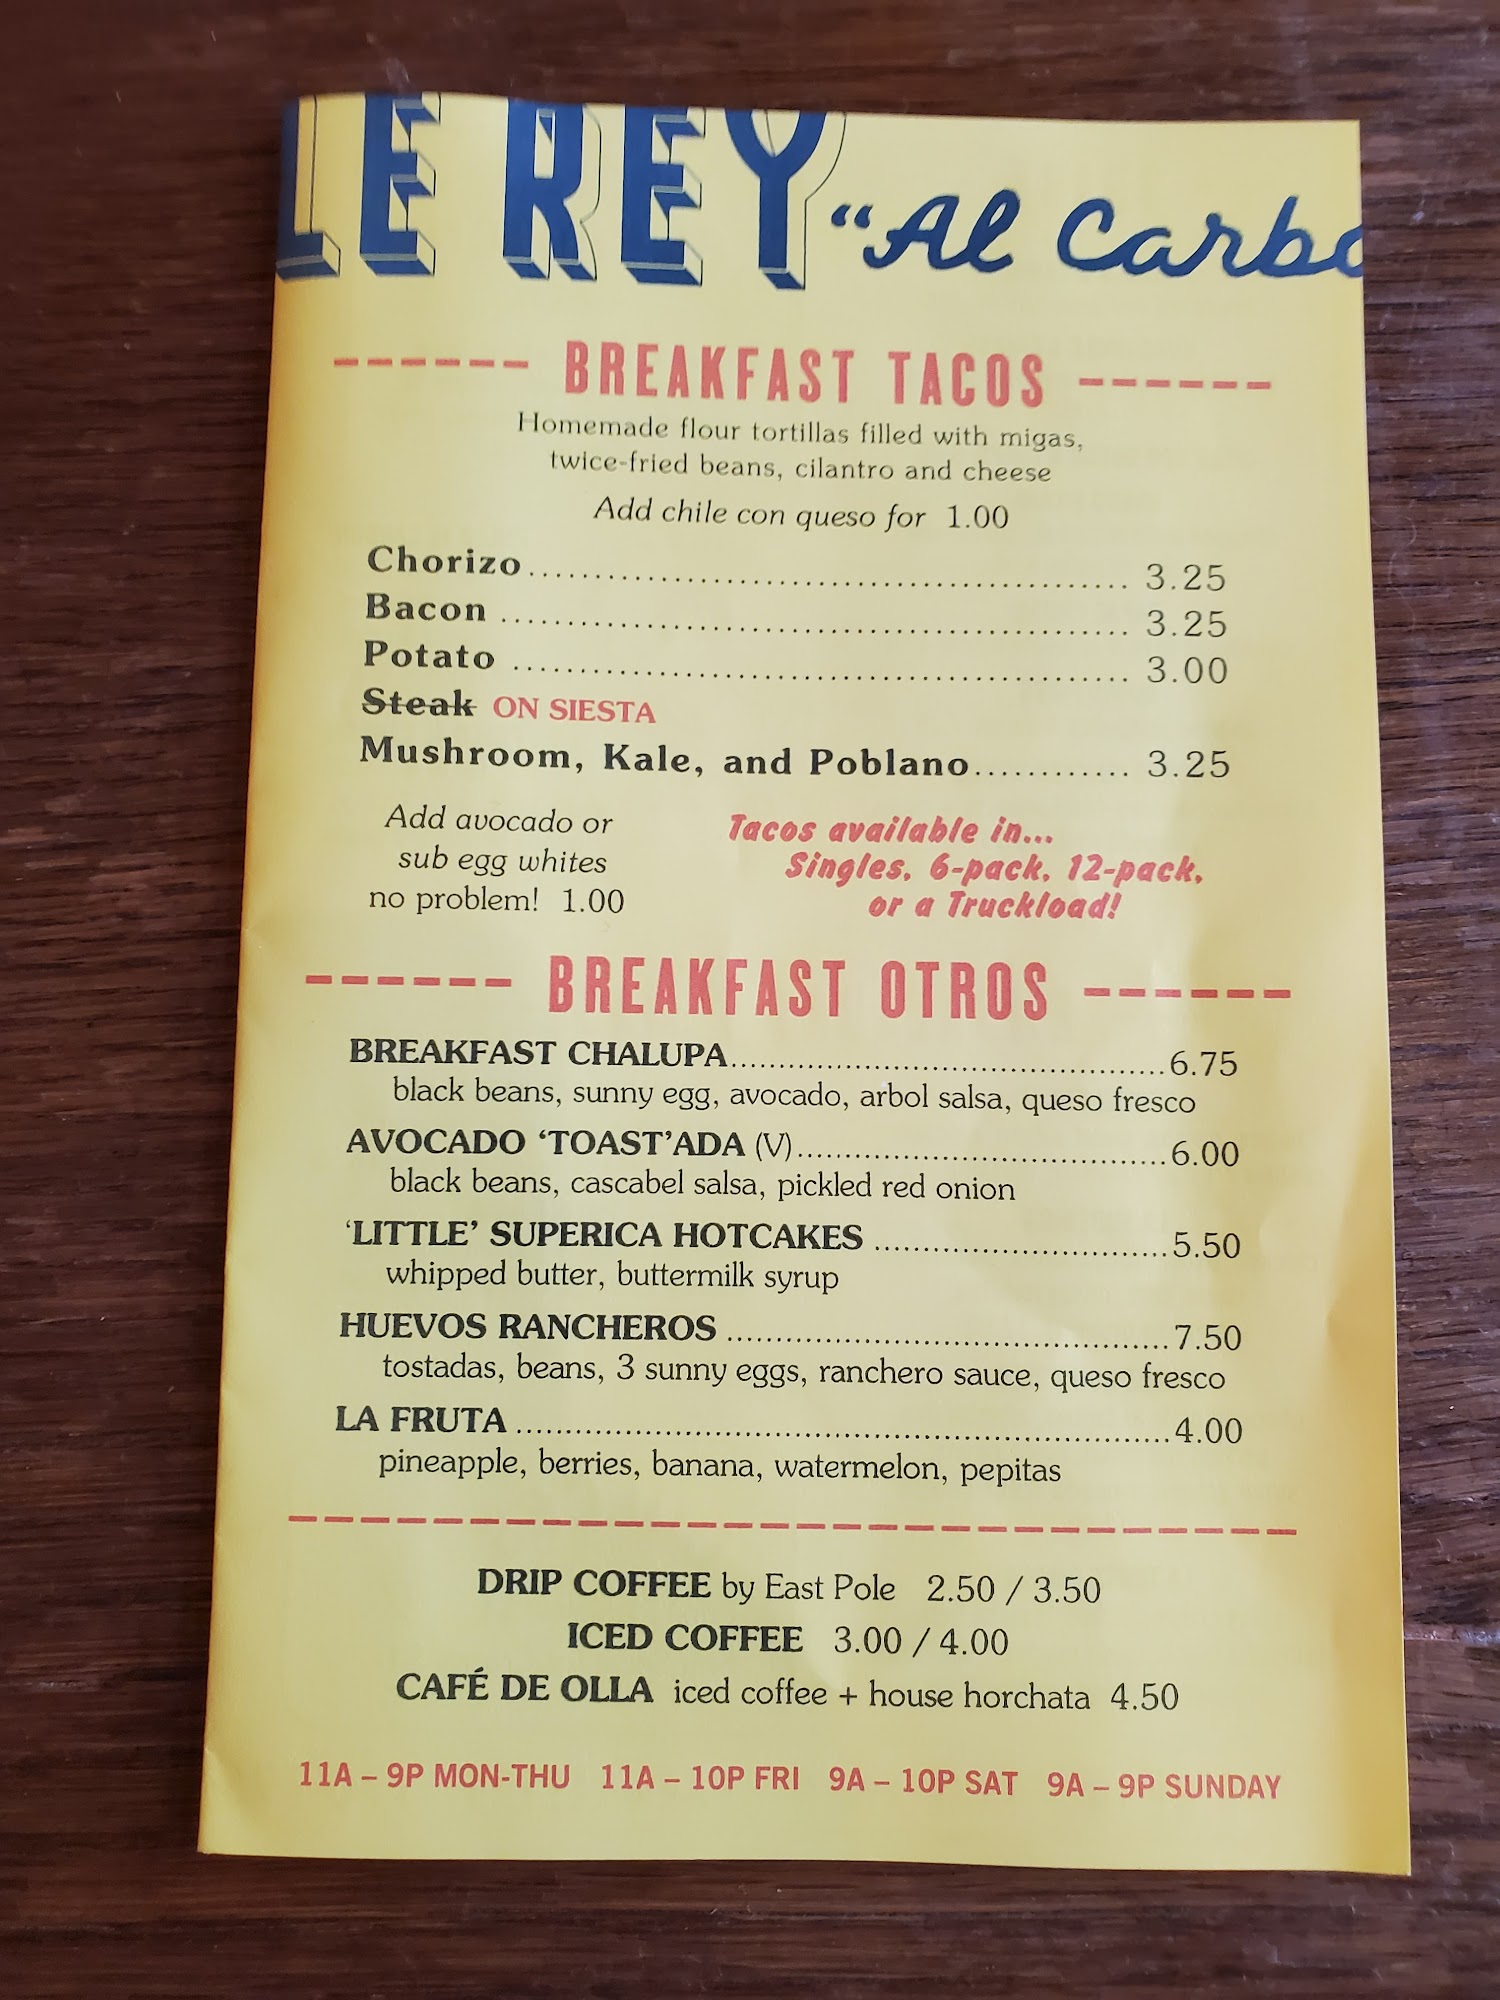 LE REY "Al Carbo
BREAKFAST TACOS
Homemade flour tortillas filled with migas,
twice-fried beans, cilantro and cheese
Add chile con queso for 1.00
Chorizo 3.25
Bacon 3.25
Potato 3.00
Steak ON SIESTA
Mushroom, Kale, and Poblano 3.25
Add avocado or
sub egg whites
no problem! 1.00
Tacos available in...
Singles, 6-pack, 12-pack,
or a Truckload!
BREAKFAST OTROS
BREAKFAST CHALUPA 6.75
black beans, sunny egg, avocado, arbol salsa, queso fresco
AVOCADO 'TOAST'ADA (V) 6.00
black beans, cascabel salsa, pickled red onion
'LITTLE' SUPERICA HOTCAKES 5.50
whipped butter, buttermilk syrup
HUEVOS RANCHEROS 7.50
tostadas, beans, 3 sunny eggs, ranchero sauce, queso fresco
LA FRUTA 4.00
pineapple, berries, banana, watermelon, pepitas
DRIP COFFEE by East Pole 2.50 / 3.50
ICED COFFEE 3.00 / 4.00
CAFÉ DE OLLA iced coffee + house horchata 4.50
11A – 9P MON-THU 11A – 10P FRI 9A – 10P SAT 9A – 9P SUNDAY